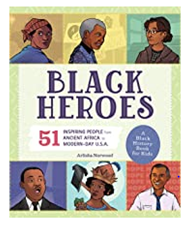 BLACK
HEROES
51 INSPIRING PEOPLE from
ANCIENT AFRICA to
MODERN-DAY U.S.A.
Arlisha Norwood
A
Black
History
Book
for Kids